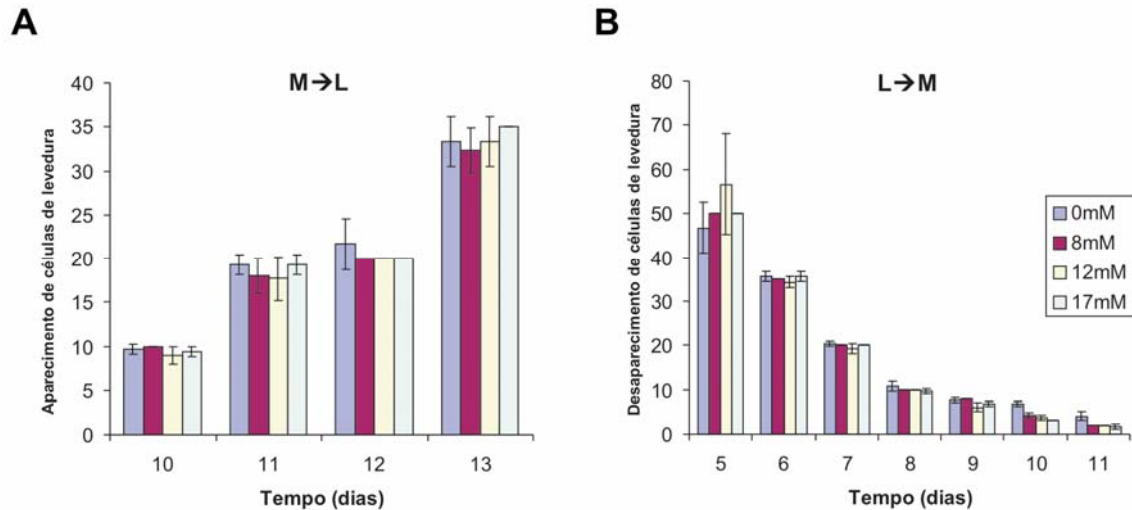 A
M→L
Aparecimento de células de levedura
40
35
30
25
20
15
10
5
0
10 11 12 13
Tempo (dias)
B
L→M
Desaparecimento de células de levedura
80
70
60
50
40
30
20
10
0
5 6 7 8 9 10 11
Tempo (dias)
0mM
8mM
12mM
17mM